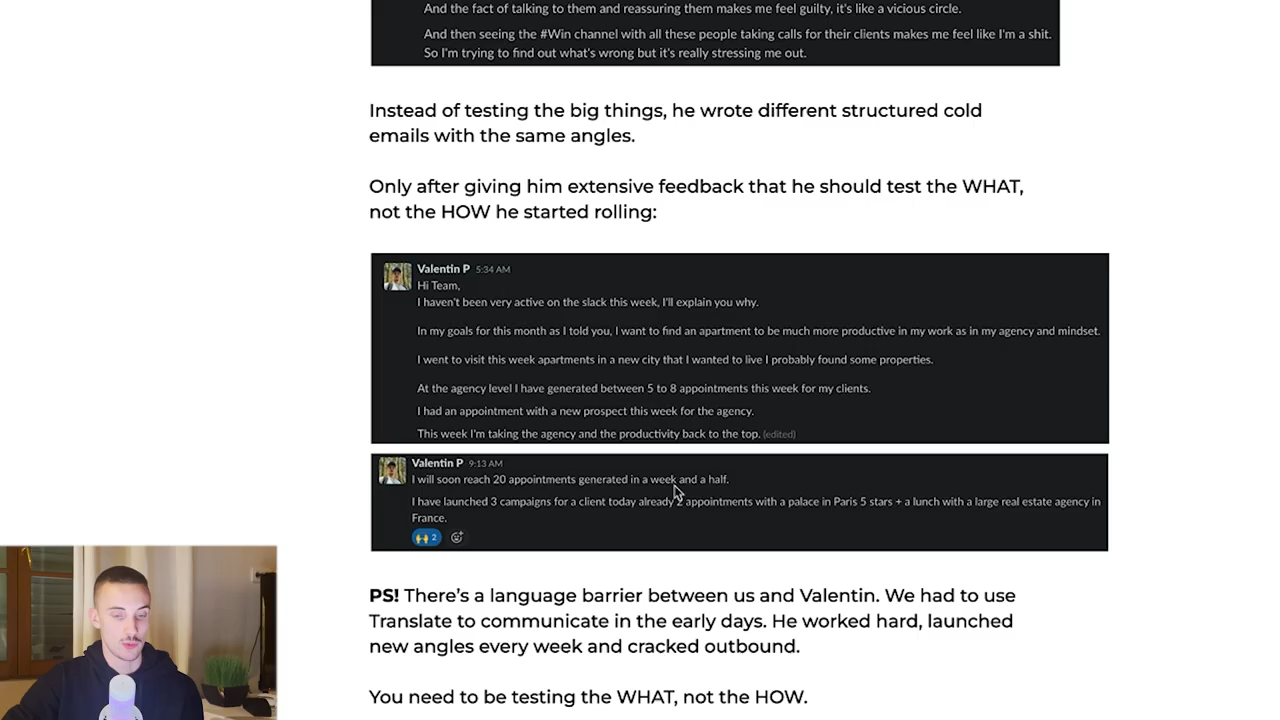 And the fact of talking to them and reassuring them makes me feel guilty, it's like a vicious circle.
And then seeing the #Win channel with all these people taking calls for their clients makes me feel like I'm a shit.
So I'm trying to find out what's wrong but it's really stressing me out.
Instead of testing the big things, he wrote different structured cold
emails with the same angles.
Only after giving him extensive feedback that he should test the WHAT,
not the HOW he started rolling:
Valentin P 5:34 AM
Hi Team,
I haven't been very active on the slack this week, I'll explain you why.
In my goals for this month as I told you, I want to find an apartment to be much more productive in my work as in my agency and mindset.
I went to visit this week apartments in a new city that I wanted to live I probably found some properties.
At the agency level I have generated between 5 to 8 appointments this week for my clients.
I had an appointment with a new prospect this week for the agency.
This week I'm taking the agency and the productivity back to the top. (edited)
Valentin P 9:13 AM
I will soon reach 20 appointments generated in a week and a half.
I have launched 3 campaigns for a client today already 2 appointments with a palace in Paris 5 stars + a lunch with a large real estate agency in
France.
2
PS! There's a language barrier between us and Valentin. We had to use
Translate to communicate in the early days. He worked hard, launched
new angles every week and cracked outbound.
You need to be testing the WHAT, not the HOW.